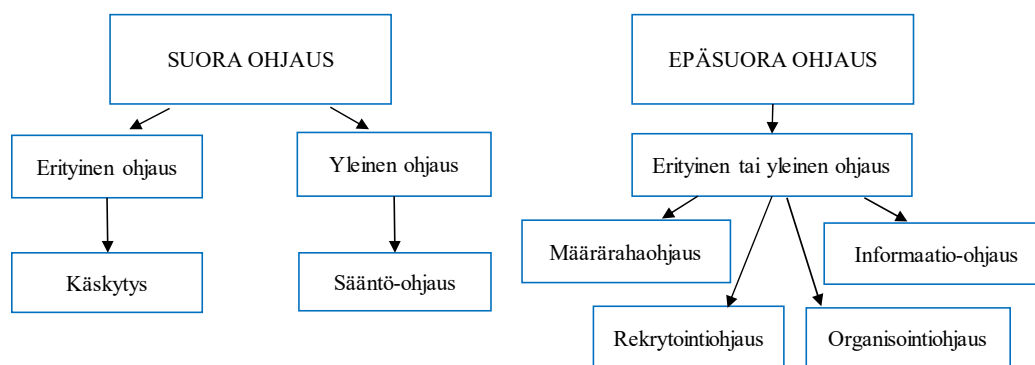 SUORA OHJAUS
EPÄSUORA OHJAUS
Erityinen ohjaus
Yleinen ohjaus
Erityinen tai yleinen ohjaus
Käskytys
Sääntö-ohjaus
Määrärahaohjaus
Informaatio-ohjaus
Rekrytointiohjaus
Organisointiohjaus